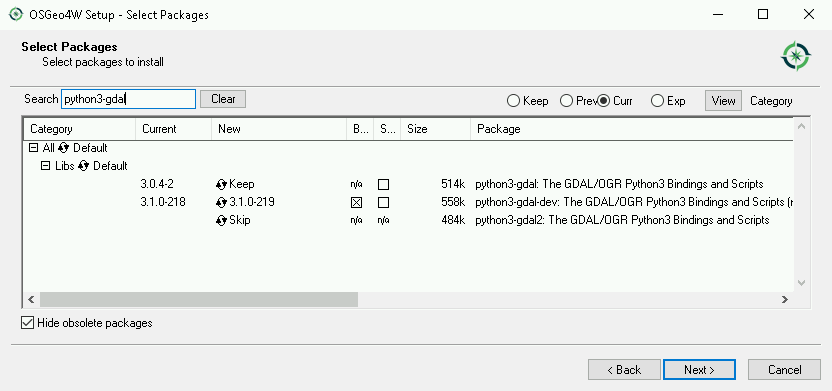 OSGeo4W Setup - Select Packages
Select Packages
Select packages to install
Search python3-gdal Clear Keep Prev Curr Exp View Category
Category Current New B... S... Size Package
All Default
Libs Default
3.0.4-2 Keep n/a 514k python3-gdal: The GDAL/OGR Python3 Bindings and Scripts
3.1.0-218 3.1.0-219 558k python3-gdal-dev: The GDAL/OGR Python3 Bindings and Scripts (
Skip n/a n/a 484k python3-gdal2: The GDAL/OGR Python3 Bindings and Scripts
Hide obsolete packages
< Back Next > Cancel